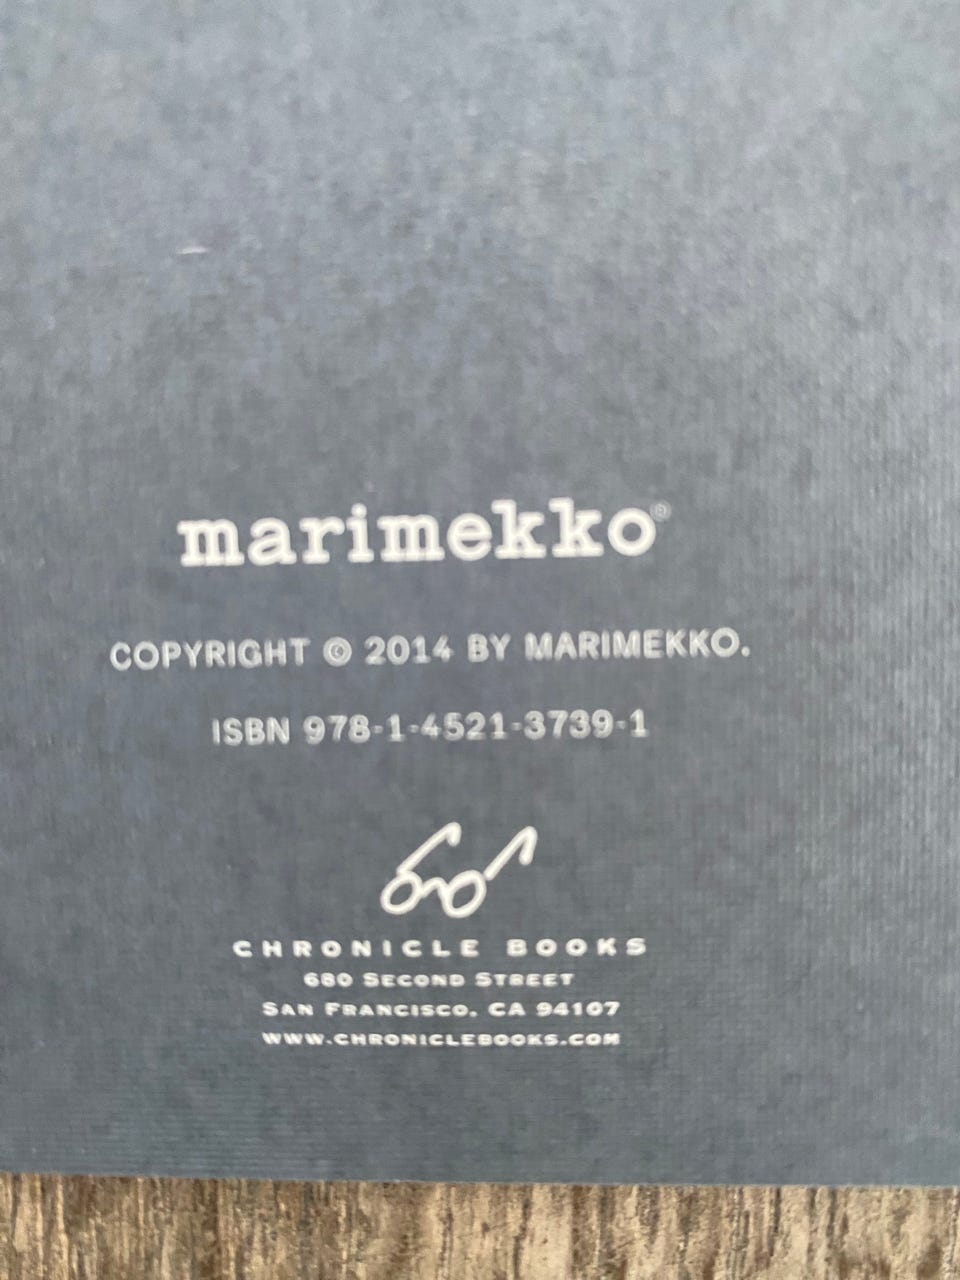 marimekko®
COPYRIGHT © 2014 BY MARIMEKKO.
ISBN 978-1-4521-3739-1
CHRONICLE BOOKS
680 SECOND STREET
SAN FRANCISCO, CA 94107
WWW.CHRONICLEBOOKS.COM